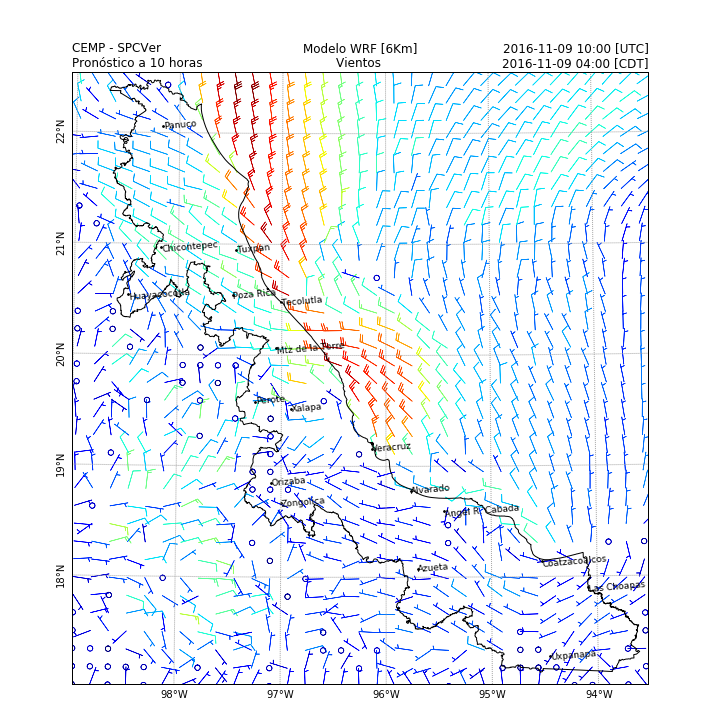 CEMP - SPCVer Modelo WRF [6Km] 2016-11-09 10:00 [UTC]
Pronóstico a 10 horas Vientos 2016-11-09 04:00 [CDT]
22°N
Panuco
21°N
Chicontepec Tuxpan
Huayacocotla Poza Rica Tecolutla
20°N
Mtz de la Torre
Perote Xalapa
Veracruz
19°N
Orizaba Alvarado
Zongolica Angel R. Cabada
Coatzacoalcos
18°N
Azueta
Las Choapas
Uxpanapa
98°W 97°W 96°W 95°W 94°W